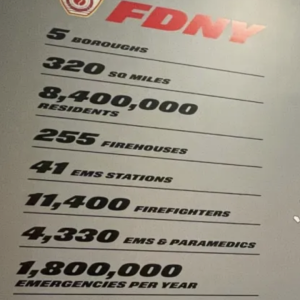 FDNY
5 BOROUGHS
320 SQ MILES
8,400,000
RESIDENTS
255 FIREHOUSES
41 EMS STATIONS
11,400 FIREFIGHTERS
4,330 EMS & PARAMEDICS
1,800,000
EMERGENCIES PER YEAR